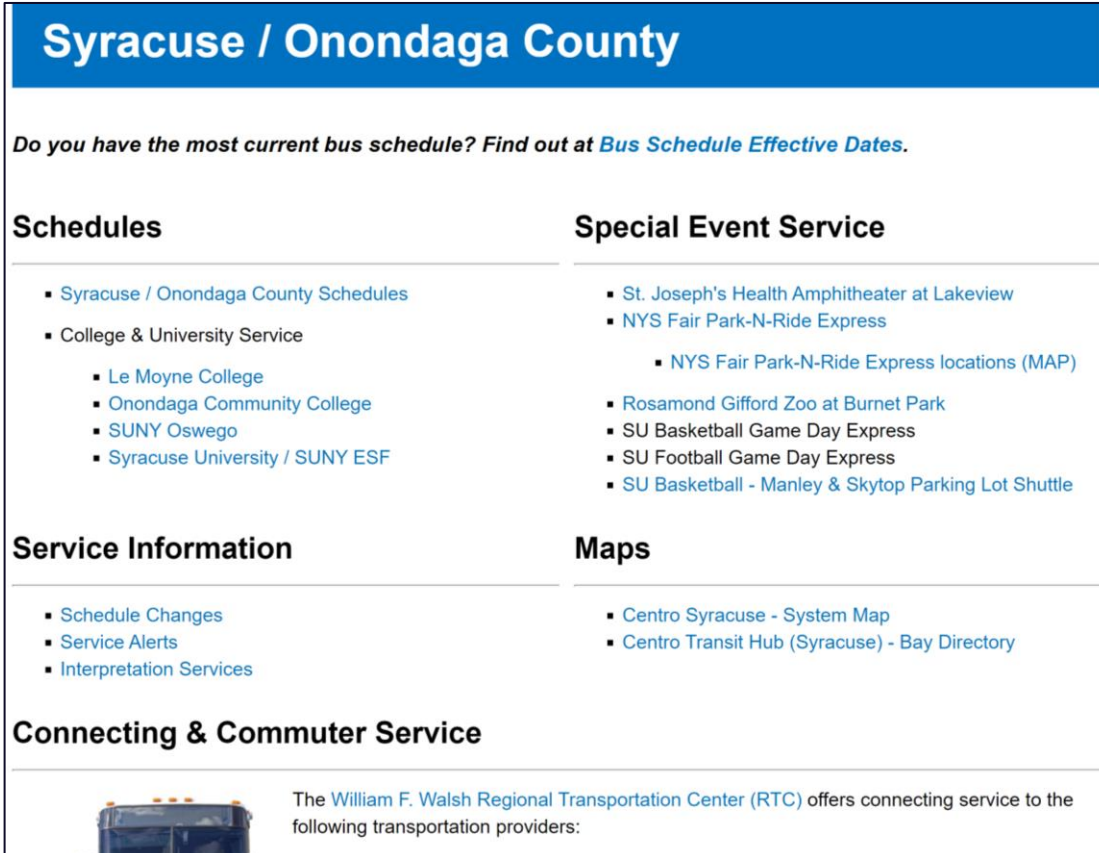 Syracuse / Onondaga County
Do you have the most current bus schedule? Find out at Bus Schedule Effective Dates.
Schedules
Syracuse / Onondaga County Schedules
College & University Service
Le Moyne College
Onondaga Community College
SUNY Oswego
Syracuse University / SUNY ESF
Special Event Service
St. Joseph's Health Amphitheater at Lakeview
NYS Fair Park-N-Ride Express
NYS Fair Park-N-Ride Express locations (MAP)
Rosamond Gifford Zoo at Burnet Park
SU Basketball Game Day Express
SU Football Game Day Express
SU Basketball - Manley & Skytop Parking Lot Shuttle
Service Information
Schedule Changes
Service Alerts
Interpretation Services
Maps
Centro Syracuse - System Map
Centro Transit Hub (Syracuse) - Bay Directory
Connecting & Commuter Service
The William F. Walsh Regional Transportation Center (RTC) offers connecting service to the
following transportation providers: